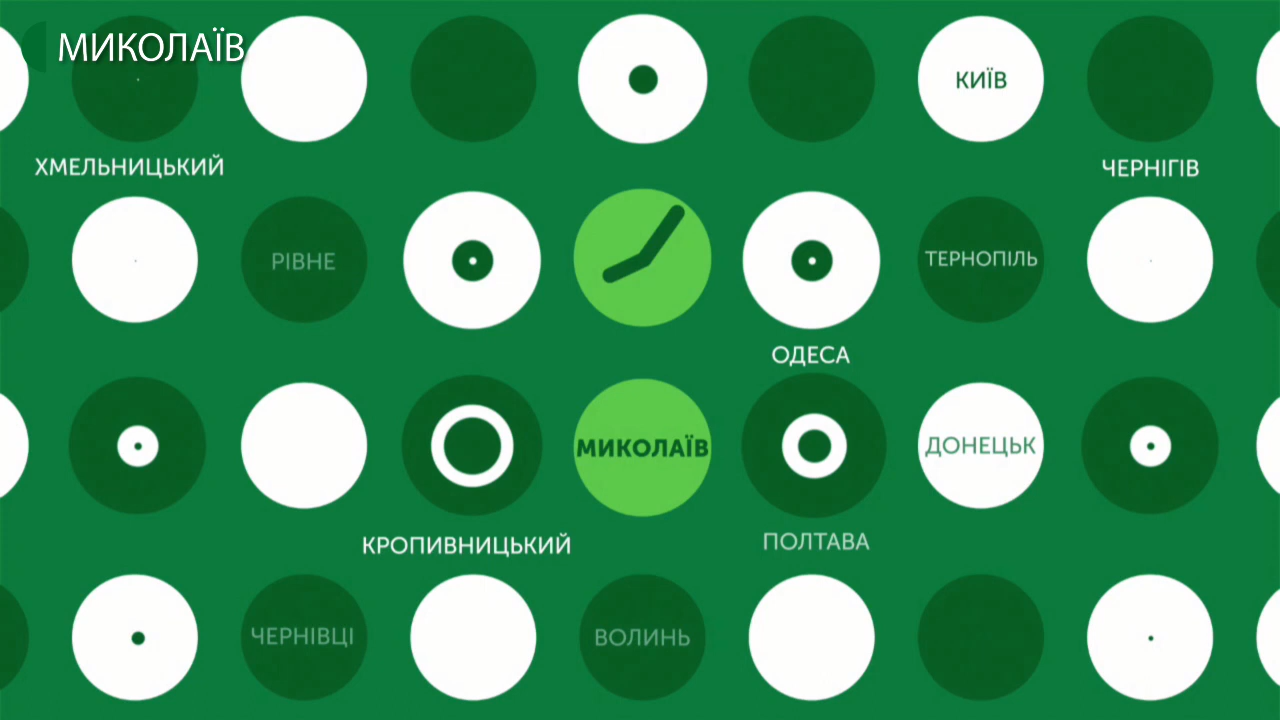 МИКОЛАЇВ
КИЇВ
ХМЕЛЬНИЦЬКИЙ
ЧЕРНІГІВ
РІВНЕ
ТЕРНОПІЛЬ
ОДЕСА
МИКОЛАЇВ
ДОНЕЦЬК
КРОПИВНИЦЬКИЙ
ПОЛТАВА
ЧЕРНІВЦІ
ВОЛИНЬ